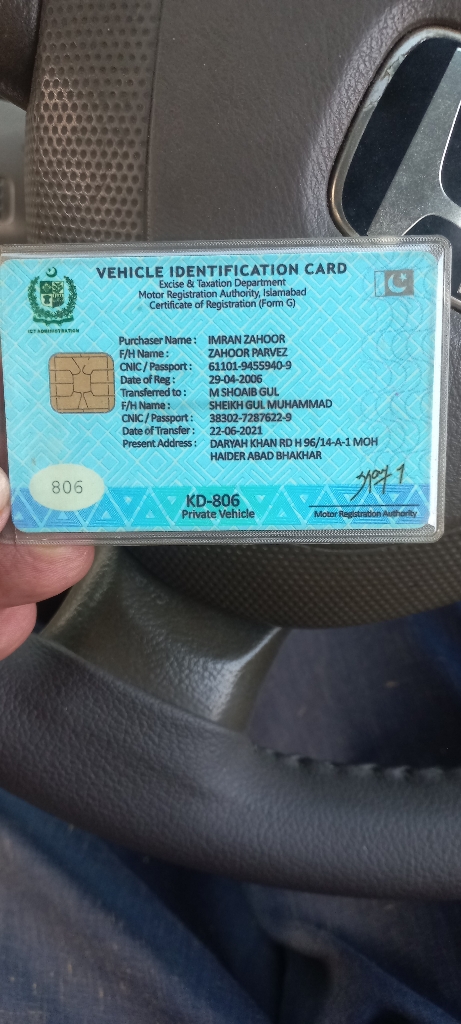 VEHICLE IDENTIFICATION CARD
Excise & Taxation Department
Motor Registration Authority, Islamabad
Certificate of Registration (Form G)
ICT ADMINISTRATION
Purchaser Name : IMRAN ZAHOOR
F/H Name : ZAHOOR PARVEZ
CNIC / Passport : 61101-9455940-9
Date of Reg : 29-04-2006
Transferred to : M SHOAIB GUL
F/H Name : SHEIKH GUL MUHAMMAD
CNIC / Passport : 38302-7287622-9
Date of Transfer : 22-06-2021
Present Address : DARYAH KHAN RD H 96/14-A-1 MOH
HAIDER ABAD BHAKHAR
806
KD-806
Private Vehicle
Motor Registration Authority